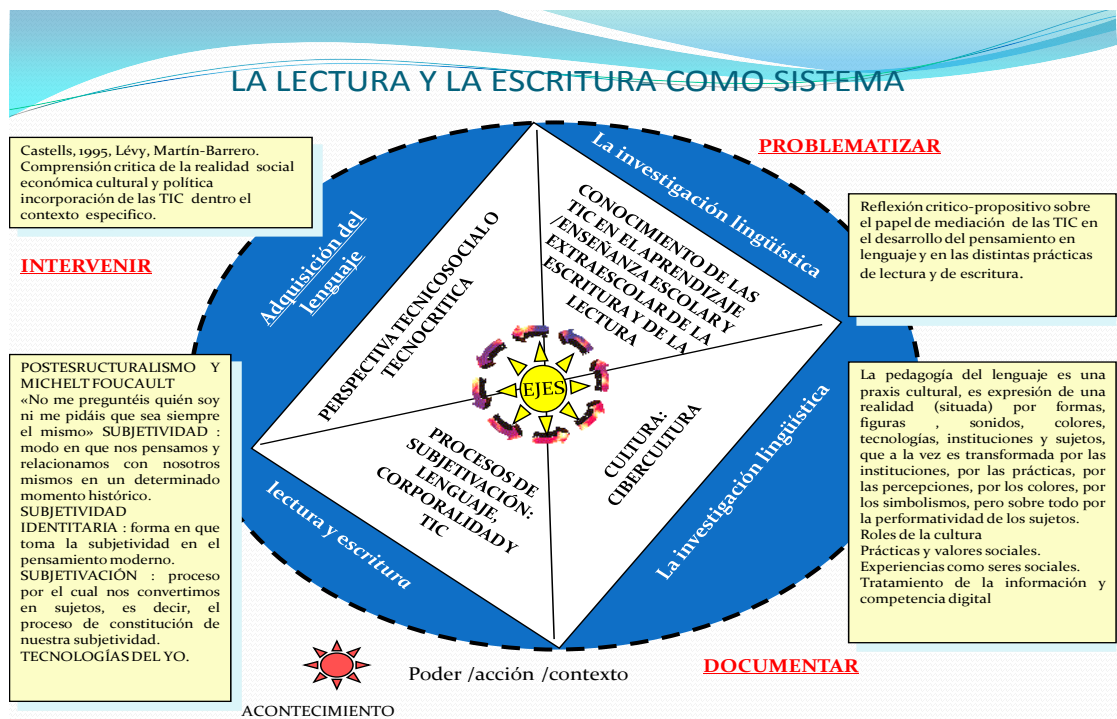 LA LECTURA Y LA ESCRITURA COMO SISTEMA
Castells, 1995, Lévy, Martín-Barrero.
Comprensión critica de la realidad social
económica cultural y política
incorporación de las TIC dentro el
contexto especifico.
INTERVENIR
POSTESRUCTURALISMO Y
MICHELT FOUCAULT
«No me preguntéis quién soy
ni me pidáis que sea siempre
el mismo» SUBJETIVIDAD :
modo en que nos pensamos y
relacionamos con nosotros
mismos en un determinado
momento histórico.
SUBJETIVIDAD
IDENTITARIA : forma en que
toma la subjetividad en el
pensamiento moderno.
SUBJETIVACIÓN : proceso
por el cual nos convertimos
en sujetos, es decir, el
proceso de constitución de
nuestra subjetividad.
TECNOLOGÍAS DEL YO.
Adquisición del
lenguaje
La investigación lingüística
PERSPECTIVA TECNICOSOCIALO
TECNOCRITICA
CONOCIMIENTO DE LAS
TIC EN EL APRENDIZAJE
/ENSEÑANZA ESCOLAR Y
EXTRAESCOLAR DE LA
ESCRITURA Y DE LA
LECTURA
EJES
PROCESOS DE
SUBJETIVACIÓN:
LENGUAJE,
CORPORALIDAD Y
TIC
CULTURA:
CIBERCULTURA
lectura y escritura
La investigación lingüística
PROBLEMATIZAR
Reflexión critico-propositivo sobre
el papel de mediación de las TIC en
el desarrollo del pensamiento en
lenguaje y en las distintas prácticas
de lectura y de escritura.
La pedagogía del lenguaje es una
praxis cultural, es expresión de una
realidad (situada) por formas,
figuras , sonidos, colores,
tecnologías, instituciones y sujetos,
que a la vez es transformada por las
instituciones, por las prácticas, por
las percepciones, por los colores, por
los simbolismos, pero sobre todo por
la performatividad de los sujetos.
Roles de la cultura
Prácticas y valores sociales.
Experiencias como seres sociales.
Tratamiento de la información y
competencia digital
DOCUMENTAR
Poder /acción /contexto
ACONTECIMIENTO